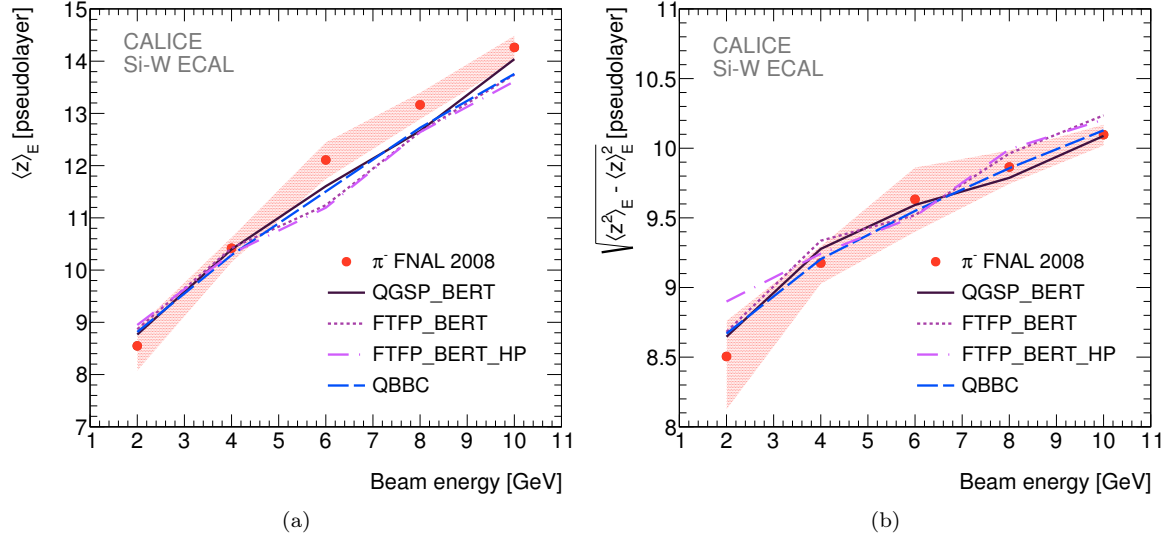 ⟨z⟩_E [pseudolayer]
15
14
13
12
11
10
9
8
7
CALICE
Si-W ECAL
π⁻ FNAL 2008
QGSP_BERT
FTFP_BERT
FTFP_BERT_HP
QBBC
1 2 3 4 5 6 7 8 9 10 11
Beam energy [GeV]
(a)
√⟨z²⟩_E - ⟨z⟩²_E [pseudolayer]
11
10.5
10
9.5
9
8.5
8
CALICE
Si-W ECAL
π⁻ FNAL 2008
QGSP_BERT
FTFP_BERT
FTFP_BERT_HP
QBBC
1 2 3 4 5 6 7 8 9 10 11
Beam energy [GeV]
(b)